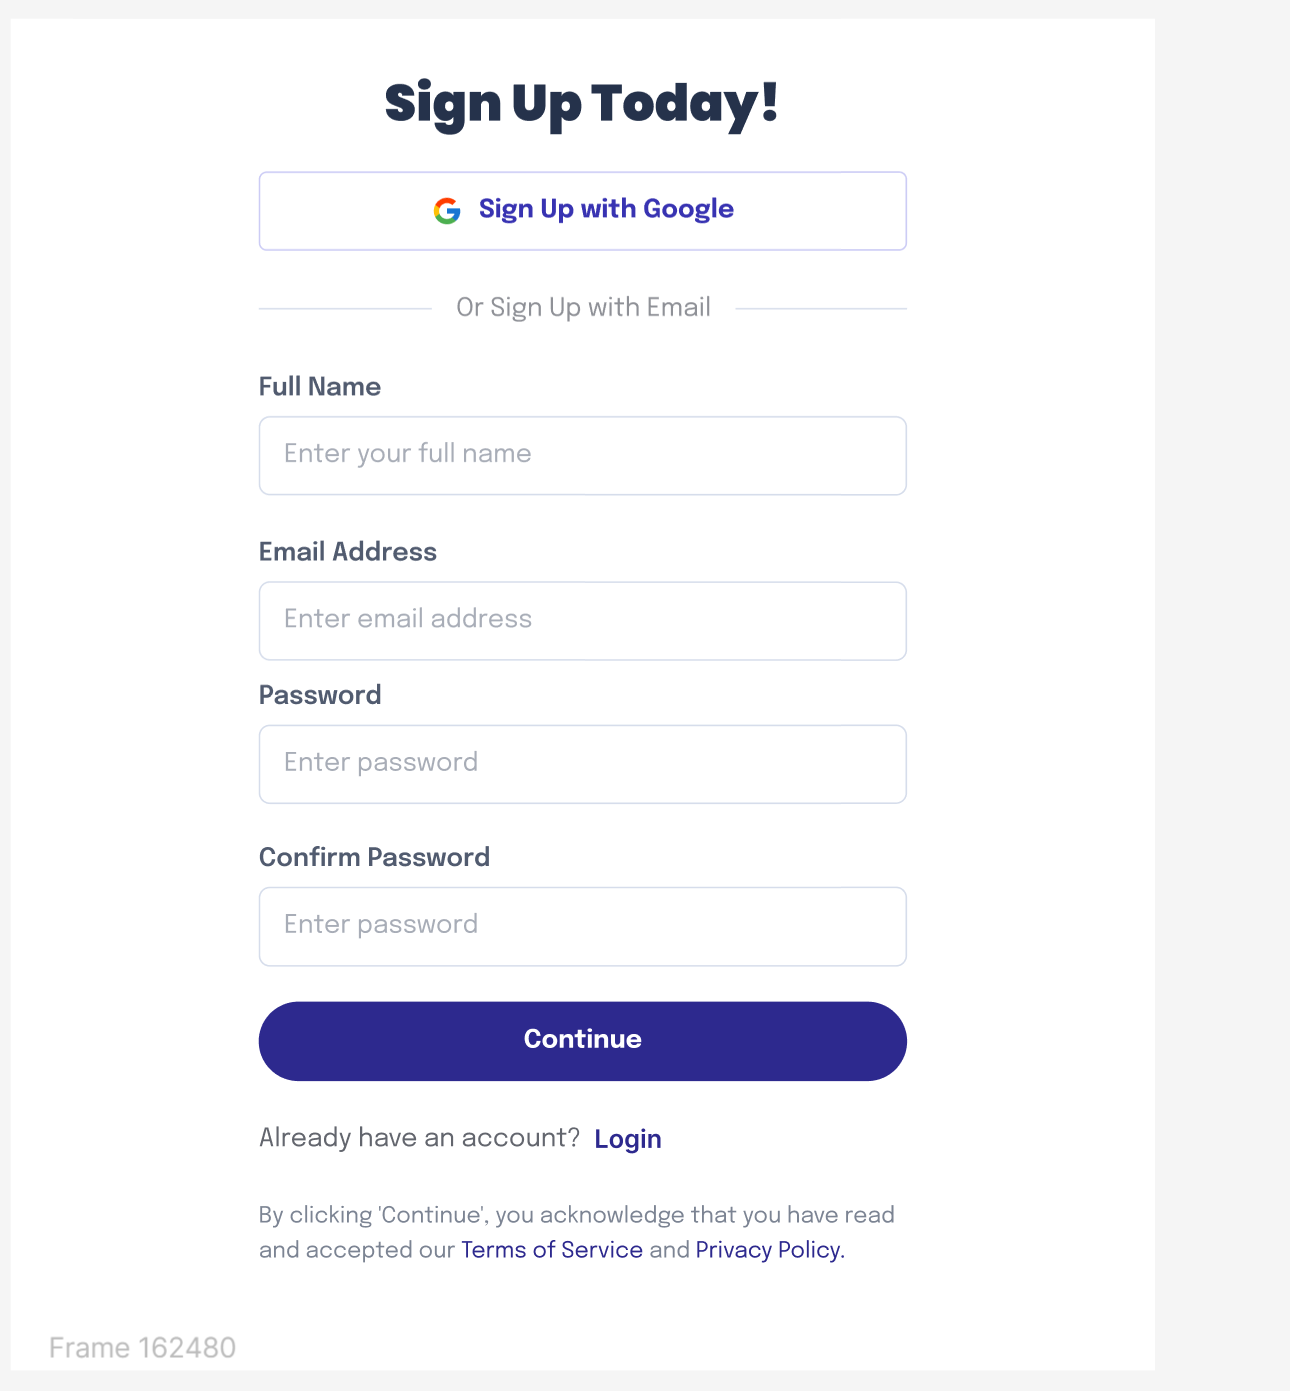 Sign Up Today!
Sign Up with Google
Or Sign Up with Email
Full Name
Enter your full name
Email Address
Enter email address
Password
Enter password
Confirm Password
Enter password
Continue
Already have an account? Login
By clicking 'Continue', you acknowledge that you have read
and accepted our Terms of Service and Privacy Policy.
Frame 162480